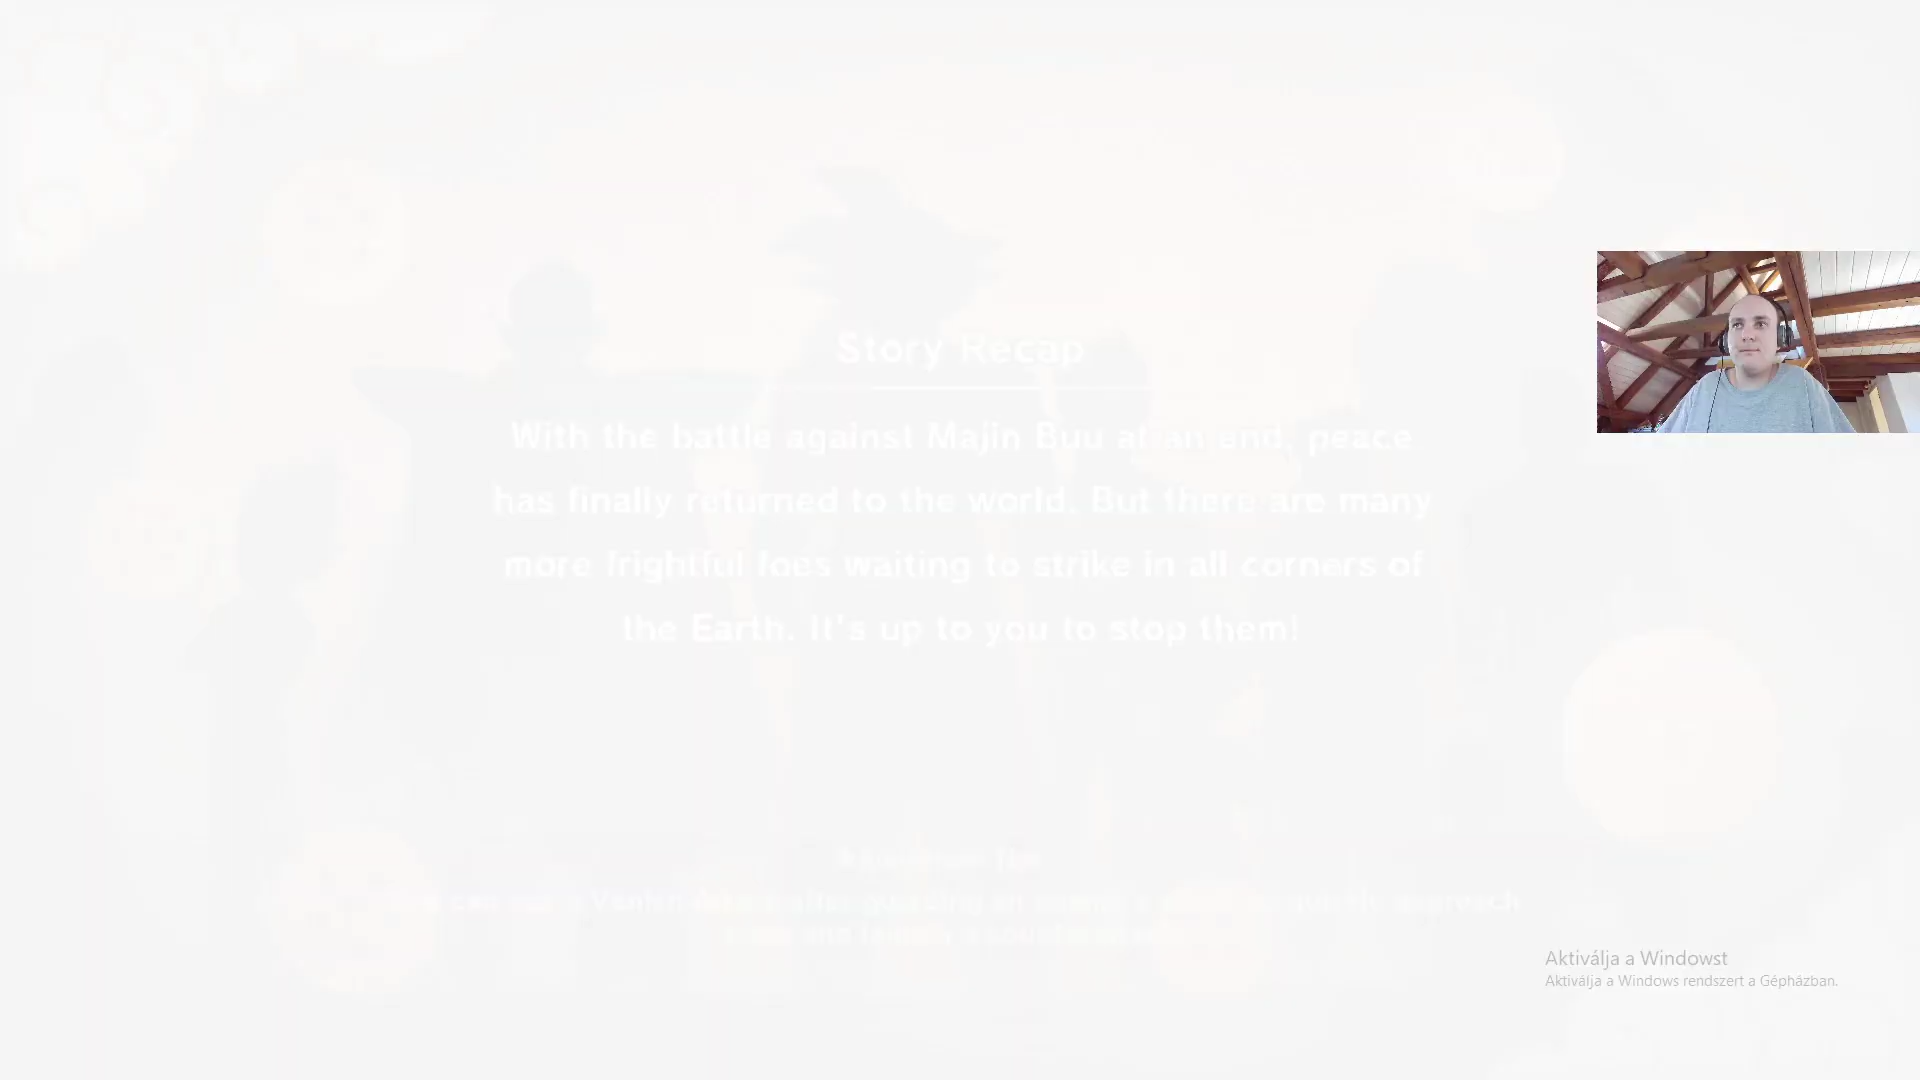 Story Recap
With the battle against Majin Buu at an end, peace
has finally returned to the world. But there are many
more frightful foes waiting to strike in all corners of
the Earth. It's up to you to stop them!
Aktiválja a Windowst
Aktiválja a Windows rendszert a Gépházban.